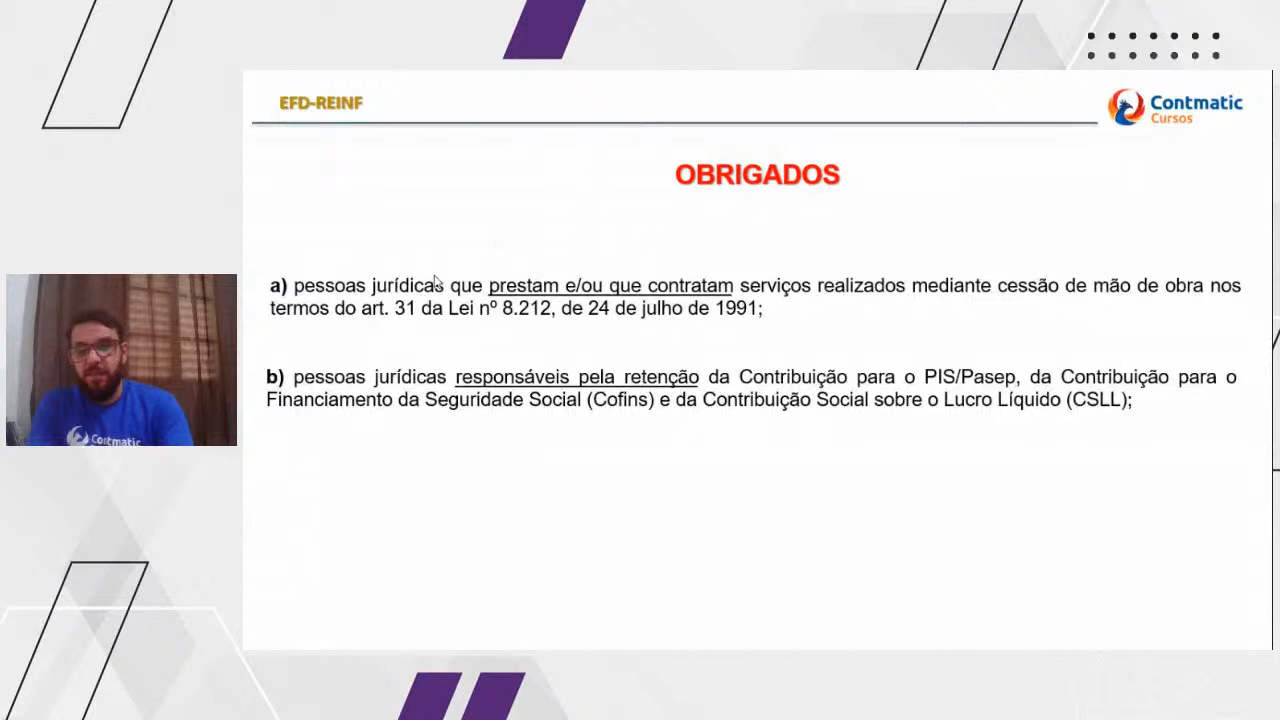 EFD-REINF
Contmatic
Cursos
OBRIGADOS
a) pessoas jurídicas que prestam e/ou que contratam serviços realizados mediante cessão de mão de obra nos
termos do art. 31 da Lei nº 8.212, de 24 de julho de 1991;
b) pessoas jurídicas responsáveis pela retenção da Contribuição para o PIS/Pasep, da Contribuição para o
Financiamento da Seguridade Social (Cofins) e da Contribuição Social sobre o Lucro Líquido (CSLL);
Contmatic